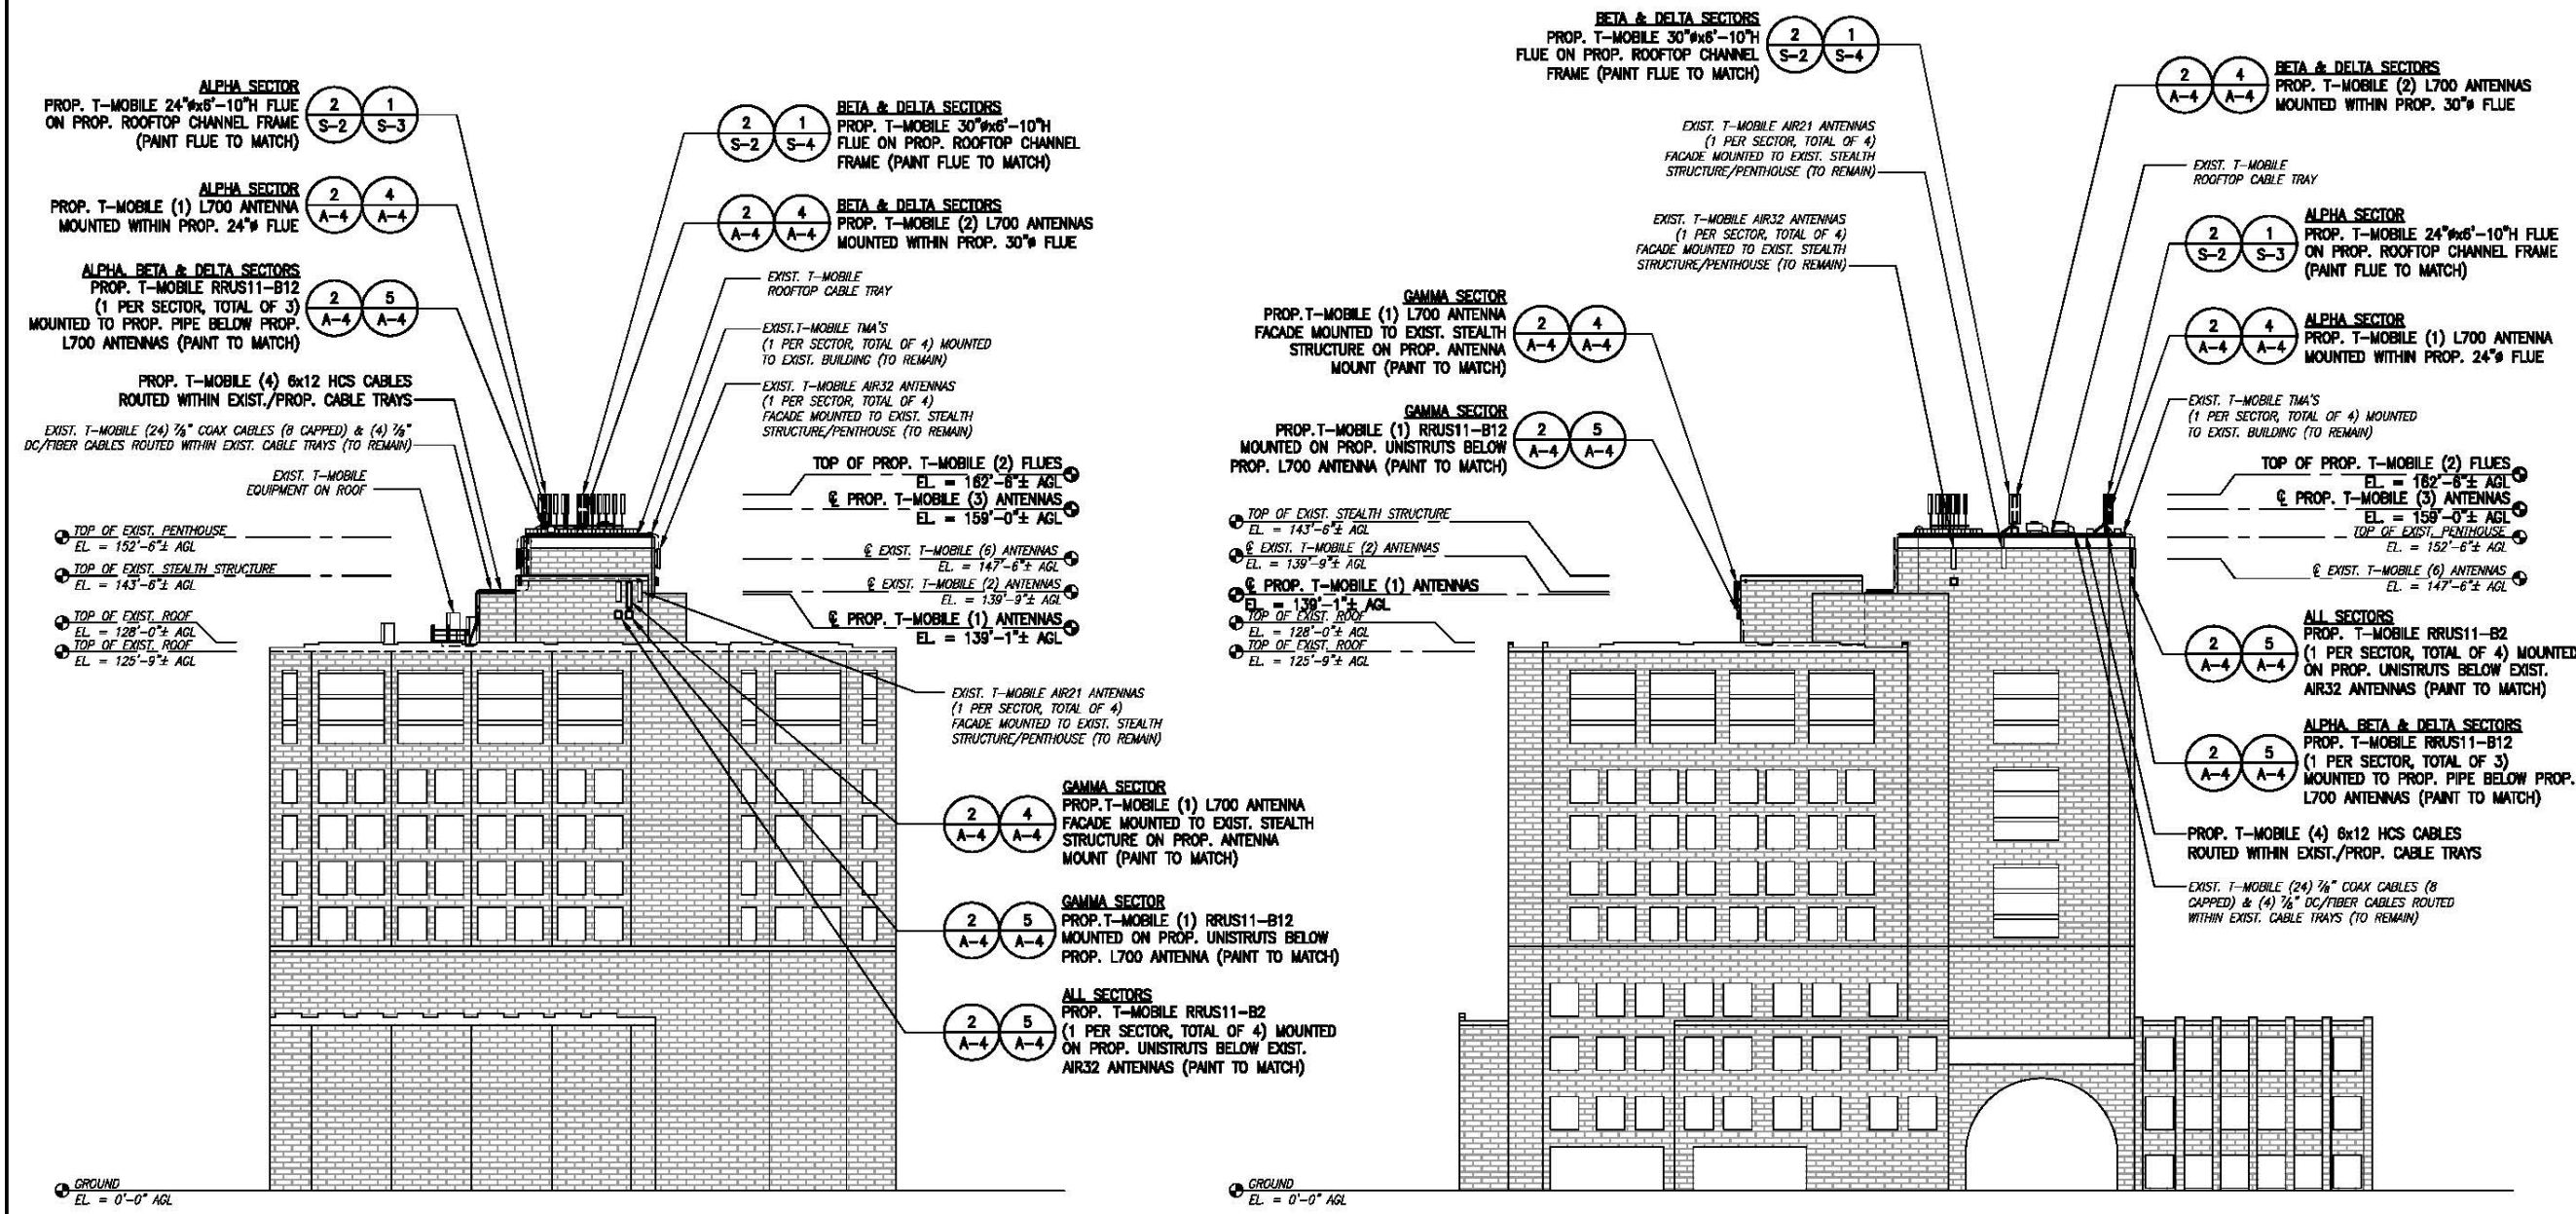 ALPHA SECTOR
PROP. T-MOBILE 24"øx6'-10"H FLUE
ON PROP. ROOFTOP CHANNEL FRAME
(PAINT FLUE TO MATCH)
2 1
S-2 S-3
ALPHA SECTOR
PROP. T-MOBILE (1) L700 ANTENNA
MOUNTED WITHIN PROP. 24"ø FLUE
2 4
A-4 A-4
ALPHA, BETA & DELTA SECTORS
PROP. T-MOBILE RRUS11-B12
(1 PER SECTOR, TOTAL OF 3)
MOUNTED TO PROP. PIPE BELOW PROP.
L700 ANTENNAS (PAINT TO MATCH)
2 5
A-4 A-4
PROP. T-MOBILE (4) 6x12 HCS CABLES
ROUTED WITHIN EXIST./PROP. CABLE TRAYS
EXIST. T-MOBILE (24) 7/8" COAX CABLES (8 CAPPED) & (4) 7/8"
DC/FIBER CABLES ROUTED WITHIN EXIST. CABLE TRAYS (TO REMAIN)
EXIST. T-MOBILE
EQUIPMENT ON ROOF
TOP OF EXIST. PENTHOUSE
EL. = 152'-6"± AGL
TOP OF EXIST. STEALTH STRUCTURE
EL. = 143'-6"± AGL
TOP OF EXIST. ROOF
EL. = 128'-0"± AGL
TOP OF EXIST. ROOF
EL. = 125'-9"± AGL
GROUND
EL. = 0'-0" AGL
2 1
S-2 S-4
BETA & DELTA SECTORS
PROP. T-MOBILE 30"øx6'-10"H
FLUE ON PROP. ROOFTOP CHANNEL
FRAME (PAINT FLUE TO MATCH)
2 4
A-4 A-4
BETA & DELTA SECTORS
PROP. T-MOBILE (2) L700 ANTENNAS
MOUNTED WITHIN PROP. 30"ø FLUE
EXIST. T-MOBILE
ROOFTOP CABLE TRAY
EXIST. T-MOBILE TMA'S
(1 PER SECTOR, TOTAL OF 4) MOUNTED
TO EXIST. BUILDING (TO REMAIN)
EXIST. T-MOBILE AIR32 ANTENNAS
(1 PER SECTOR, TOTAL OF 4)
FACADE MOUNTED TO EXIST. STEALTH
STRUCTURE/PENTHOUSE (TO REMAIN)
TOP OF PROP. T-MOBILE (2) FLUES
EL. = 162'-6"± AGL
℄ PROP. T-MOBILE (3) ANTENNAS
EL. = 159'-0"± AGL
℄ EXIST. T-MOBILE (6) ANTENNAS
EL. = 147'-6"± AGL
℄ EXIST. T-MOBILE (2) ANTENNAS
EL. = 139'-9"± AGL
℄ PROP. T-MOBILE (1) ANTENNAS
EL. = 139'-1"± AGL
EXIST. T-MOBILE AIR21 ANTENNAS
(1 PER SECTOR, TOTAL OF 4)
FACADE MOUNTED TO EXIST. STEALTH
STRUCTURE/PENTHOUSE (TO REMAIN)
2 4
A-4 A-4
GAMMA SECTOR
PROP.T-MOBILE (1) L700 ANTENNA
FACADE MOUNTED TO EXIST. STEALTH
STRUCTURE ON PROP. ANTENNA
MOUNT (PAINT TO MATCH)
2 5
A-4 A-4
GAMMA SECTOR
PROP.T-MOBILE (1) RRUS11-B12
MOUNTED ON PROP. UNISTRUTS BELOW
PROP. L700 ANTENNA (PAINT TO MATCH)
2 5
A-4 A-4
ALL SECTORS
PROP. T-MOBILE RRUS11-B2
(1 PER SECTOR, TOTAL OF 4) MOUNTED
ON PROP. UNISTRUTS BELOW EXIST.
AIR32 ANTENNAS (PAINT TO MATCH)
BETA & DELTA SECTORS
PROP. T-MOBILE 30"øx6'-10"H
FLUE ON PROP. ROOFTOP CHANNEL
FRAME (PAINT FLUE TO MATCH)
2 1
S-2 S-4
EXIST. T-MOBILE AIR21 ANTENNAS
(1 PER SECTOR, TOTAL OF 4)
FACADE MOUNTED TO EXIST. STEALTH
STRUCTURE/PENTHOUSE (TO REMAIN)
EXIST. T-MOBILE AIR32 ANTENNAS
(1 PER SECTOR, TOTAL OF 4)
FACADE MOUNTED TO EXIST. STEALTH
STRUCTURE/PENTHOUSE (TO REMAIN)
GAMMA SECTOR
PROP.T-MOBILE (1) L700 ANTENNA
FACADE MOUNTED TO EXIST. STEALTH
STRUCTURE ON PROP. ANTENNA
MOUNT (PAINT TO MATCH)
2 4
A-4 A-4
GAMMA SECTOR
PROP.T-MOBILE (1) RRUS11-B12
MOUNTED ON PROP. UNISTRUTS BELOW
PROP. L700 ANTENNA (PAINT TO MATCH)
2 5
A-4 A-4
TOP OF EXIST. STEALTH STRUCTURE
EL. = 143'-6"± AGL
℄ EXIST. T-MOBILE (2) ANTENNAS
EL. = 139'-9"± AGL
℄ PROP. T-MOBILE (1) ANTENNAS
EL. = 139'-1"± AGL
TOP OF EXIST. ROOF
EL. = 128'-0"± AGL
TOP OF EXIST. ROOF
EL. = 125'-9"± AGL
GROUND
EL. = 0'-0" AGL
2 4
A-4 A-4
BETA & DELTA SECTORS
PROP. T-MOBILE (2) L700 ANTENNAS
MOUNTED WITHIN PROP. 30"ø FLUE
EXIST. T-MOBILE
ROOFTOP CABLE TRAY
2 1
S-2 S-3
ALPHA SECTOR
PROP. T-MOBILE 24"øx6'-10"H FLUE
ON PROP. ROOFTOP CHANNEL FRAME
(PAINT FLUE TO MATCH)
2 4
A-4 A-4
ALPHA SECTOR
PROP. T-MOBILE (1) L700 ANTENNA
MOUNTED WITHIN PROP. 24"ø FLUE
EXIST. T-MOBILE TMA'S
(1 PER SECTOR, TOTAL OF 4) MOUNTED
TO EXIST. BUILDING (TO REMAIN)
TOP OF PROP. T-MOBILE (2) FLUES
EL. = 162'-6"± AGL
℄ PROP. T-MOBILE (3) ANTENNAS
EL. = 159'-0"± AGL
TOP OF EXIST. PENTHOUSE
EL. = 152'-6"± AGL
℄ EXIST. T-MOBILE (6) ANTENNAS
EL. = 147'-6"± AGL
2 5
A-4 A-4
ALL SECTORS
PROP. T-MOBILE RRUS11-B2
(1 PER SECTOR, TOTAL OF 4) MOUNTED
ON PROP. UNISTRUTS BELOW EXIST.
AIR32 ANTENNAS (PAINT TO MATCH)
2 5
A-4 A-4
ALPHA, BETA & DELTA SECTORS
PROP. T-MOBILE RRUS11-B12
(1 PER SECTOR, TOTAL OF 3)
MOUNTED TO PROP. PIPE BELOW PROP.
L700 ANTENNAS (PAINT TO MATCH)
PROP. T-MOBILE (4) 6x12 HCS CABLES
ROUTED WITHIN EXIST./PROP. CABLE TRAYS
EXIST. T-MOBILE (24) 7/8" COAX CABLES (8
CAPPED) & (4) 7/8" DC/FIBER CABLES ROUTED
WITHIN EXIST. CABLE TRAYS (TO REMAIN)